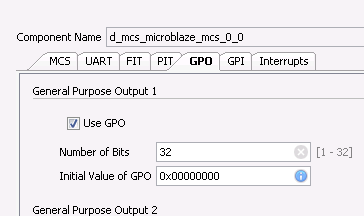 Component Name d_mcs_microblaze_mcs_0_0
MCS UART FIT PIT GPO GPI Interrupts
General Purpose Output 1
Use GPO
Number of Bits 32 [1 - 32]
Initial Value of GPO 0x00000000
General Purpose Output 2